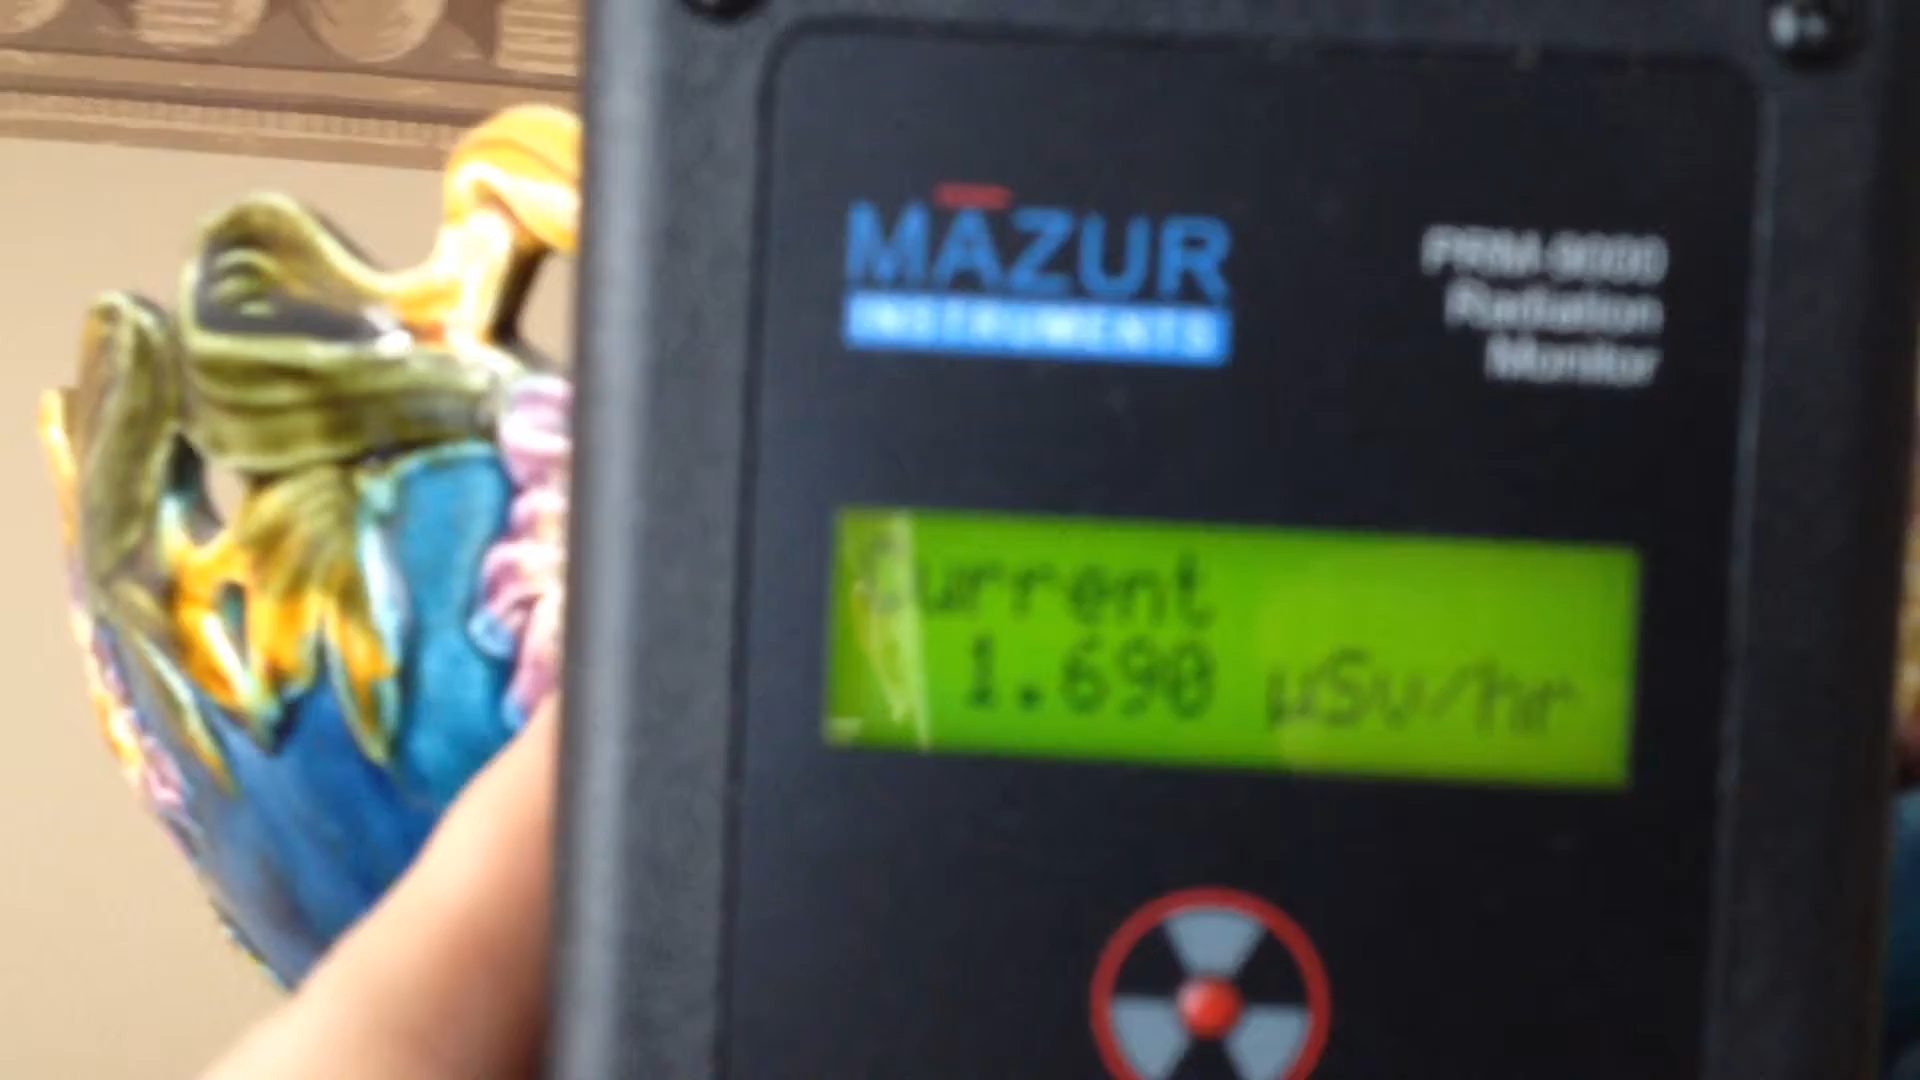 MAZUR
INSTRUMENTS
PRM-9000
Radiation
Monitor
Current
1.690 µSv/hr